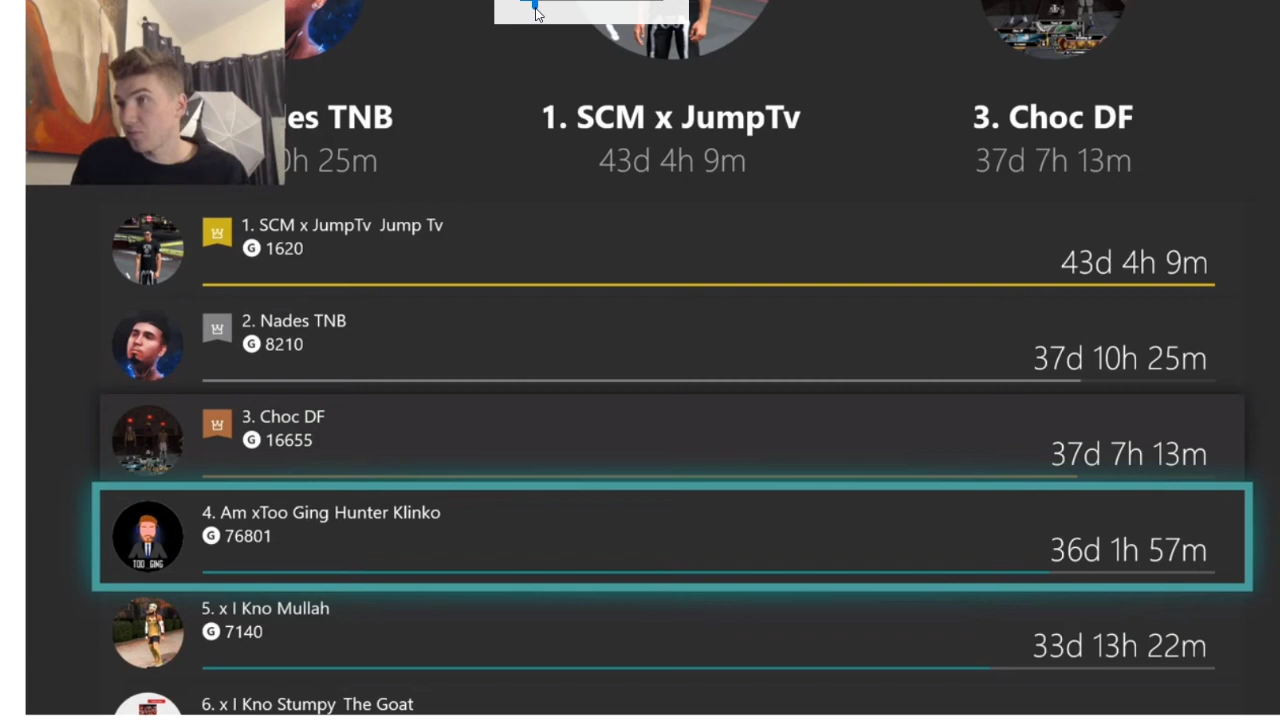 es TNB
0h 25m
1. SCM x JumpTv
43d 4h 9m
3. Choc DF
37d 7h 13m
1. SCM x JumpTv Jump Tv
G 1620
43d 4h 9m
2. Nades TNB
G 8210
37d 10h 25m
3. Choc DF
G 16655
37d 7h 13m
4. Am xToo Ging Hunter Klinko
G 76801
36d 1h 57m
TOO GING
5. x I Kno Mullah
G 7140
33d 13h 22m
6. x I Kno Stumpy The Goat